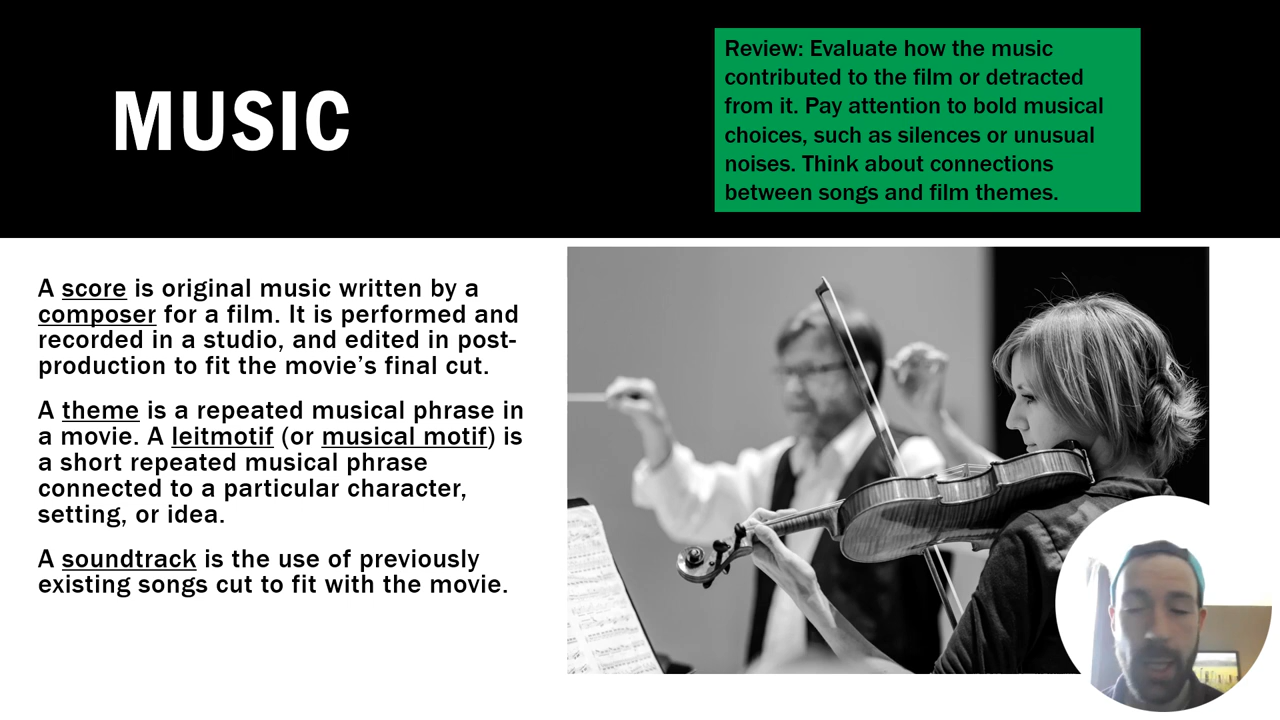 MUSIC
Review: Evaluate how the music
contributed to the film or detracted
from it. Pay attention to bold musical
choices, such as silences or unusual
noises. Think about connections
between songs and film themes.
A score is original music written by a
composer for a film. It is performed and
recorded in a studio, and edited in post-
production to fit the movie’s final cut.
A theme is a repeated musical phrase in
a movie. A leitmotif (or musical motif) is
a short repeated musical phrase
connected to a particular character,
setting, or idea.
A soundtrack is the use of previously
existing songs cut to fit with the movie.